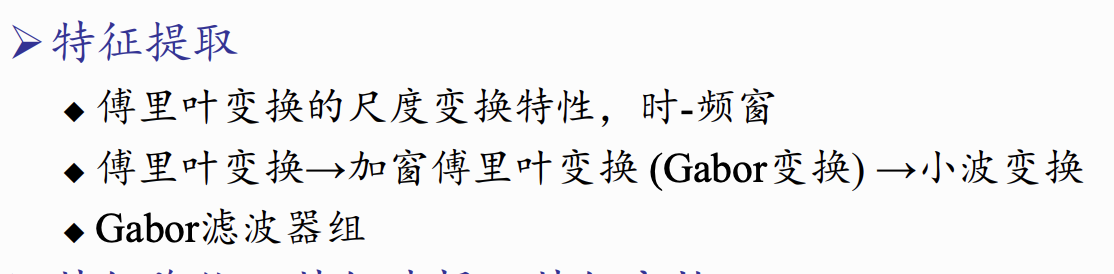 ➢特征提取
◆ 傅里叶变换的尺度变换特性，时-频窗
◆ 傅里叶变换→加窗傅里叶变换 (Gabor变换) →小波变换
◆ Gabor滤波器组